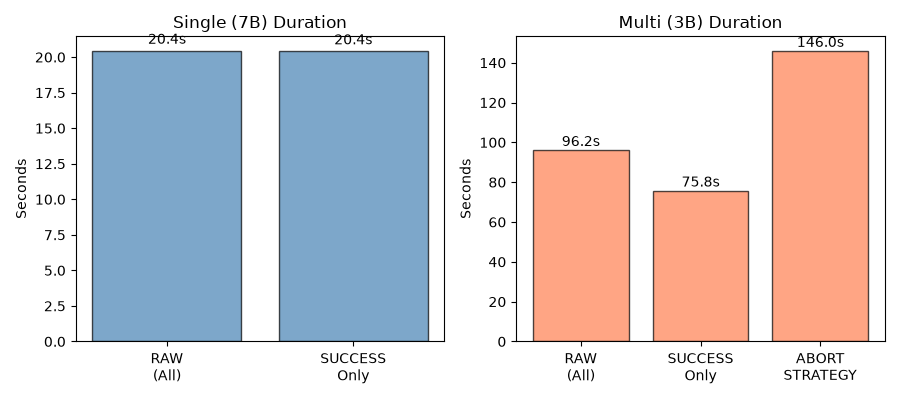 Single (7B) Duration
20.4s
20.4s
20.0
17.5
15.0
12.5
10.0
7.5
5.0
2.5
0.0
Seconds
RAW
(All)
SUCCESS
Only
Multi (3B) Duration
146.0s
96.2s
75.8s
140
120
100
80
60
40
20
0
Seconds
RAW
(All)
SUCCESS
Only
ABORT
STRATEGY